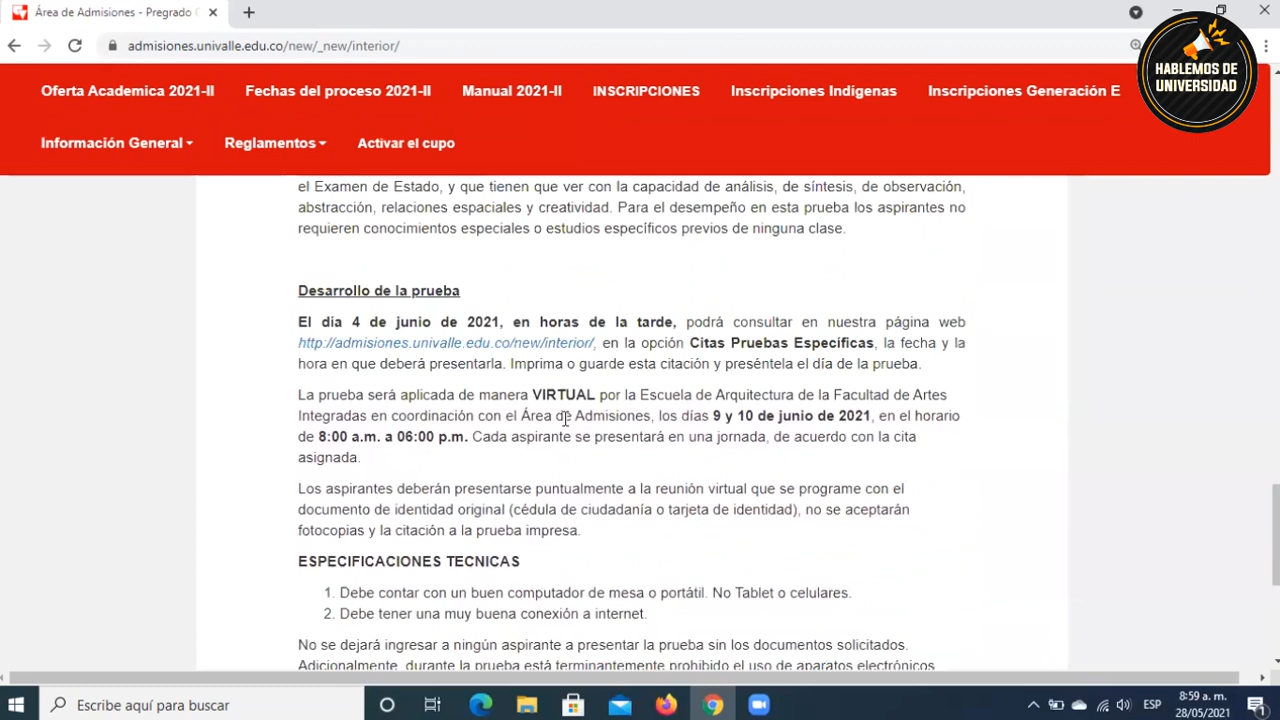 Área de Admisiones - Pregrado
admisiones.univalle.edu.co/new/_new/interior/
HABLEMOS DE
UNIVERSIDAD
Oferta Academica 2021-II
Fechas del proceso 2021-II
Manual 2021-II
INSCRIPCIONES
Inscripciones Indígenas
Inscripciones Generación E
Información General
Reglamentos
Activar el cupo
el Examen de Estado, y que tienen que ver con la capacidad de análisis, de síntesis, de observación,
abstracción, relaciones espaciales y creatividad. Para el desempeño en esta prueba los aspirantes no
requieren conocimientos especiales o estudios específicos previos de ninguna clase.
Desarrollo de la prueba
El día 4 de junio de 2021, en horas de la tarde, podrá consultar en nuestra página web
http://admisiones.univalle.edu.co/new/interior/, en la opción Citas Pruebas Específicas, la fecha y la
hora en que deberá presentarla. Imprima o guarde esta citación y preséntela el día de la prueba.
La prueba será aplicada de manera VIRTUAL por la Escuela de Arquitectura de la Facultad de Artes
Integradas en coordinación con el Área de Admisiones, los días 9 y 10 de junio de 2021, en el horario
de 8:00 a.m. a 06:00 p.m. Cada aspirante se presentará en una jornada, de acuerdo con la cita
asignada.
Los aspirantes deberán presentarse puntualmente a la reunión virtual que se programe con el
documento de identidad original (cédula de ciudadanía o tarjeta de identidad), no se aceptarán
fotocopias y la citación a la prueba impresa.
ESPECIFICACIONES TECNICAS
1. Debe contar con un buen computador de mesa o portátil. No Tablet o celulares.
2. Debe tener una muy buena conexión a internet.
No se dejará ingresar a ningún aspirante a presentar la prueba sin los documentos solicitados.
Adicionalmente, durante la prueba está terminantemente prohibido el uso de aparatos electrónicos
Escribe aquí para buscar
ESP
8:59 a. m.
28/05/2021
1